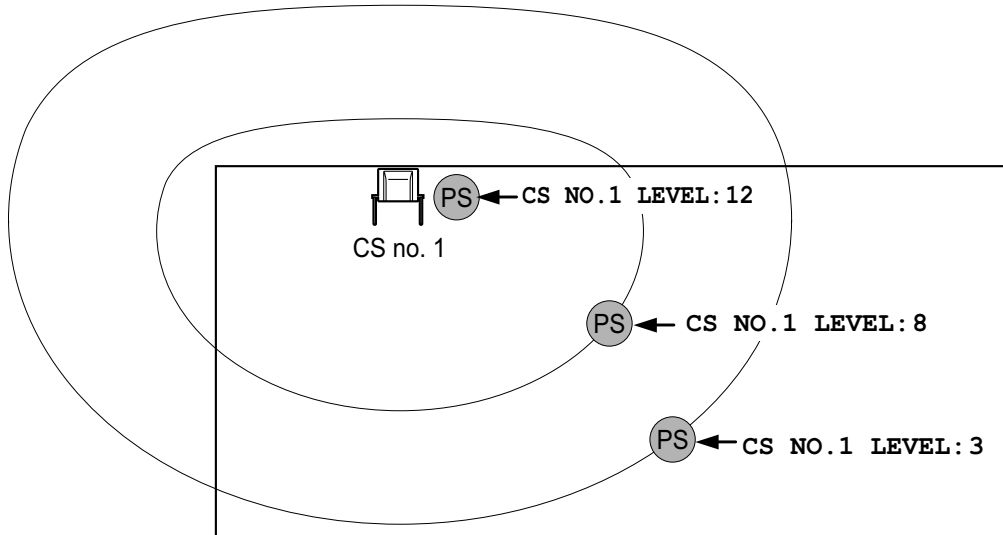 PS CS NO.1 LEVEL:12
CS no. 1
PS CS NO.1 LEVEL:8
PS CS NO.1 LEVEL:3